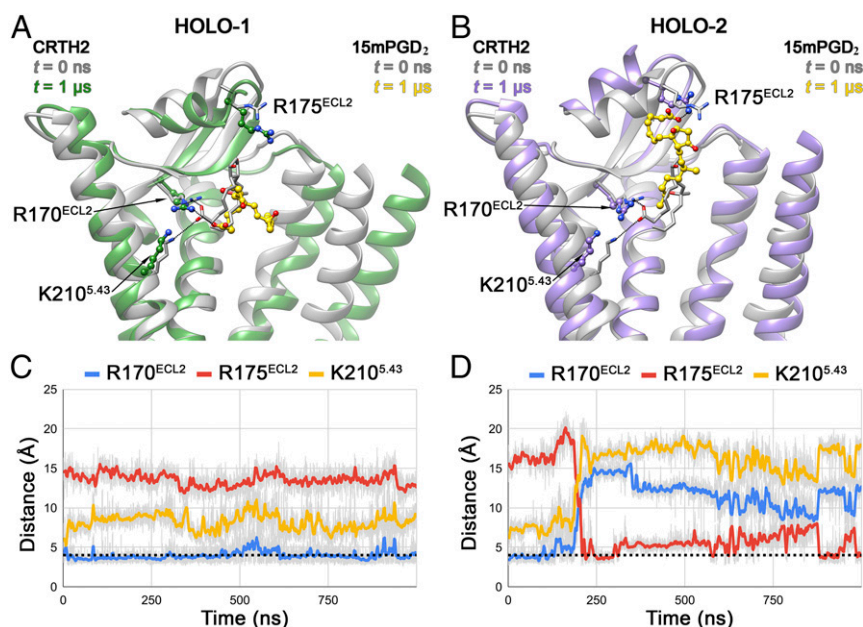 A
HOLO-1
CRTH2
t = 0 ns
t = 1 µs
15mPGD₂
t = 0 ns
t = 1 µs
R175ᴱᶜᴸ²
R170ᴱᶜᴸ²
K210⁵·⁴³
B
HOLO-2
CRTH2
t = 0 ns
t = 1 µs
15mPGD₂
t = 0 ns
t = 1 µs
R175ᴱᶜᴸ²
R170ᴱᶜᴸ²
K210⁵·⁴³
C
R170ᴱᶜᴸ² R175ᴱᶜᴸ² K210⁵·⁴³
Distance (Å)
25
20
15
10
5
0
0 250 500 750
Time (ns)
D
R170ᴱᶜᴸ² R175ᴱᶜᴸ² K210⁵·⁴³
Distance (Å)
25
20
15
10
5
0
0 250 500 750
Time (ns)